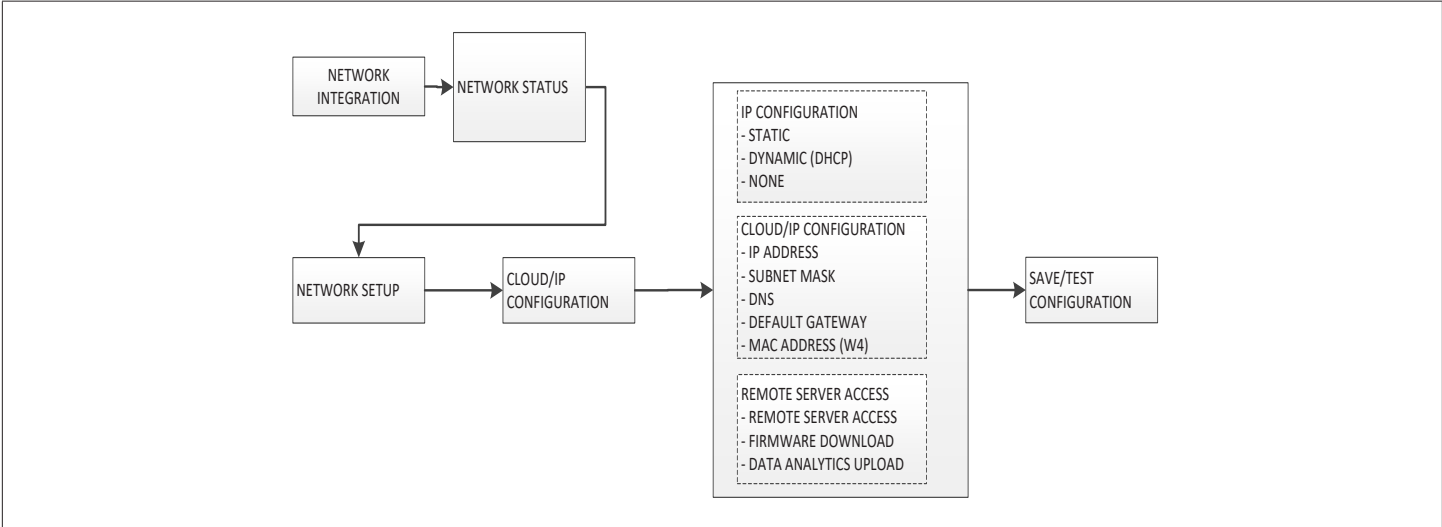 NETWORK
INTEGRATION
NETWORK STATUS
NETWORK SETUP
CLOUD/IP
CONFIGURATION
IP CONFIGURATION
- STATIC
- DYNAMIC (DHCP)
- NONE
CLOUD/IP CONFIGURATION
- IP ADDRESS
- SUBNET MASK
- DNS
- DEFAULT GATEWAY
- MAC ADDRESS (W4)
REMOTE SERVER ACCESS
- REMOTE SERVER ACCESS
- FIRMWARE DOWNLOAD
- DATA ANALYTICS UPLOAD
SAVE/TEST
CONFIGURATION